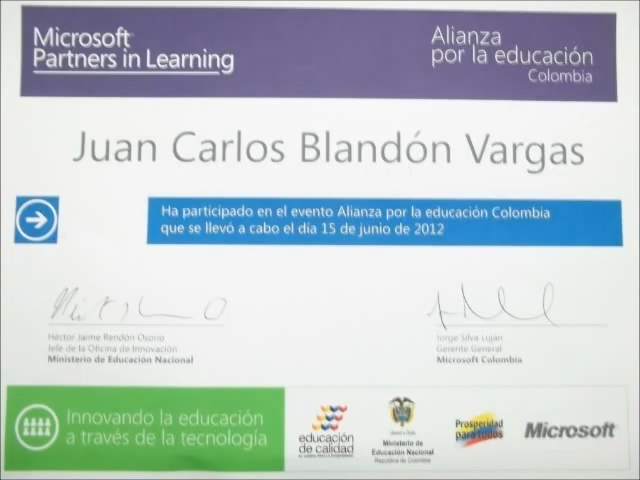 Microsoft
Partners in Learning
Alianza
por la educación
Colombia
Juan Carlos Blandón Vargas
Ha participado en el evento Alianza por la educación Colombia
que se llevó a cabo el día 15 de junio de 2012
Héctor Jaime Rendón Osorio
Jefe de la Oficina de Innovación
Ministerio de Educación Nacional
Jorge Silva Luján
Gerente General
Microsoft Colombia
Innovando la educación
a través de la tecnología
educación
de calidad
Ministerio de
Educación Nacional
República de Colombia
Prosperidad
para todos
Microsoft